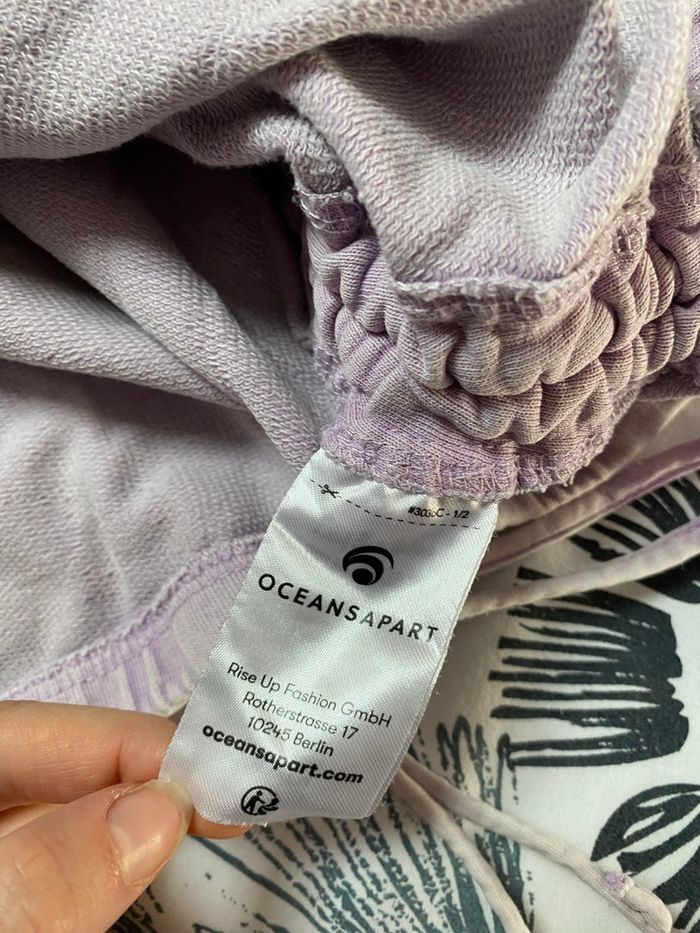 OCEANSAPART
Rise Up Fashion GmbH
Rotherstrasse 17
10245 Berlin
oceansapart.com